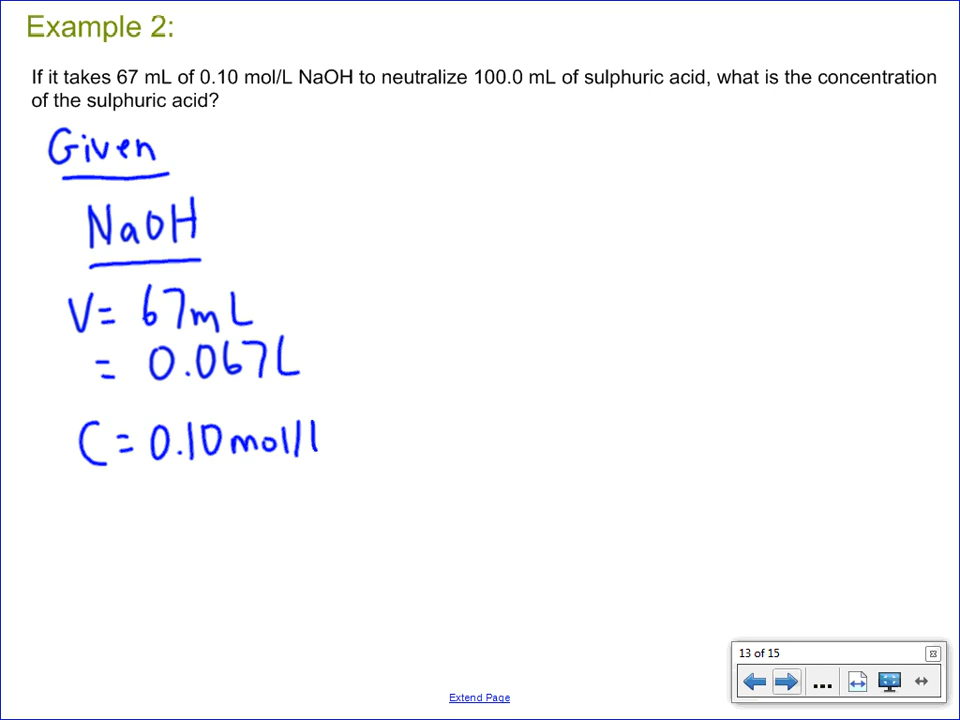 Example 2:
If it takes 67 mL of 0.10 mol/L NaOH to neutralize 100.0 mL of sulphuric acid, what is the concentration
of the sulphuric acid?
Given
NaOH
V = 67mL
= 0.067L
C = 0.10mol/l
13 of 15
...
Extend Page